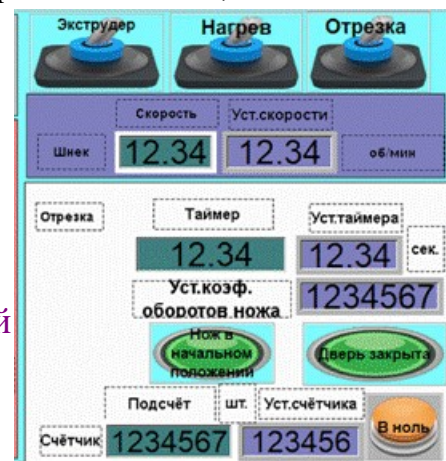 Экструдер Нагрев Отрезка
Скорость Уст.скорости
Шнек 12.34 12.34 об/мин
Отрезка Таймер Уст.таймера
12.34 12.34 сек.
Уст.коэф.
оборотов ножа 1234567
й
Нож в
начальном
положении
Дверь закрыта
Подсчёт шт. Уст.счётчика
Счётчик 1234567 123456 В ноль